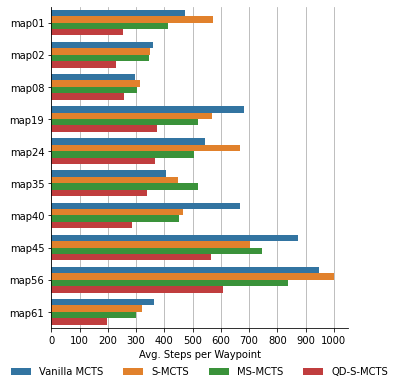 map01
map02
map08
map19
map24
map35
map40
map45
map56
map61
0 100 200 300 400 500 600 700 800 900 1000
Avg. Steps per Waypoint
Vanilla MCTS S-MCTS MS-MCTS QD-S-MCTS